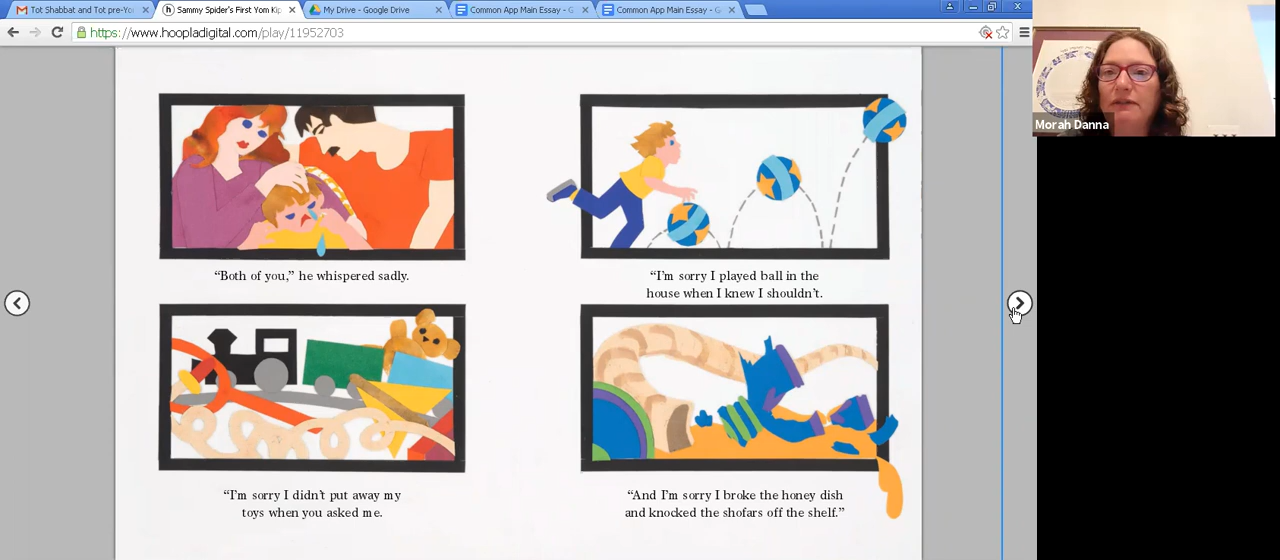 Tot Shabbat and Tot pre-Yo
Sammy Spider's First Yom Kip
My Drive - Google Drive
Common App Main Essay - G
Common App Main Essay - G
https://www.hoopladigital.com/play/11952703
Morah Danna
“Both of you,” he whispered sadly.
“I’m sorry I played ball in the
house when I knew I shouldn’t.
“I’m sorry I didn’t put away my
toys when you asked me.
“And I’m sorry I broke the honey dish
and knocked the shofars off the shelf.”